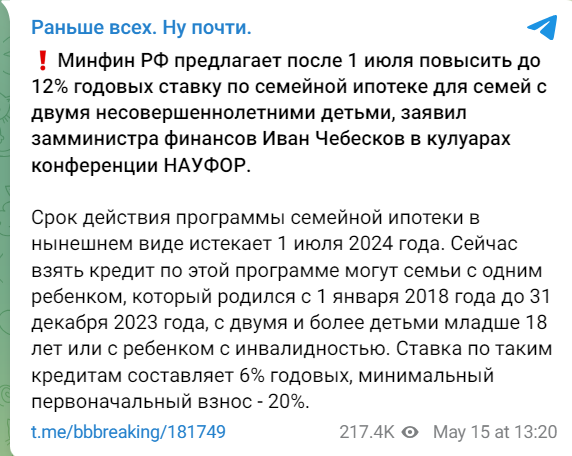 Раньше всех. Ну почти.
❗ Минфин РФ предлагает после 1 июля повысить до
12% годовых ставку по семейной ипотеке для семей с
двумя несовершеннолетними детьми, заявил
замминистра финансов Иван Чебесков в кулуарах
конференции НАУФОР.
Срок действия программы семейной ипотеки в
нынешнем виде истекает 1 июля 2024 года. Сейчас
взять кредит по этой программе могут семьи с одним
ребенком, который родился с 1 января 2018 года до 31
декабря 2023 года, с двумя и более детьми младше 18
лет или с ребенком с инвалидностью. Ставка по таким
кредитам составляет 6% годовых, минимальный
первоначальный взнос - 20%.
t.me/bbbreaking/181749 217.4K May 15 at 13:20